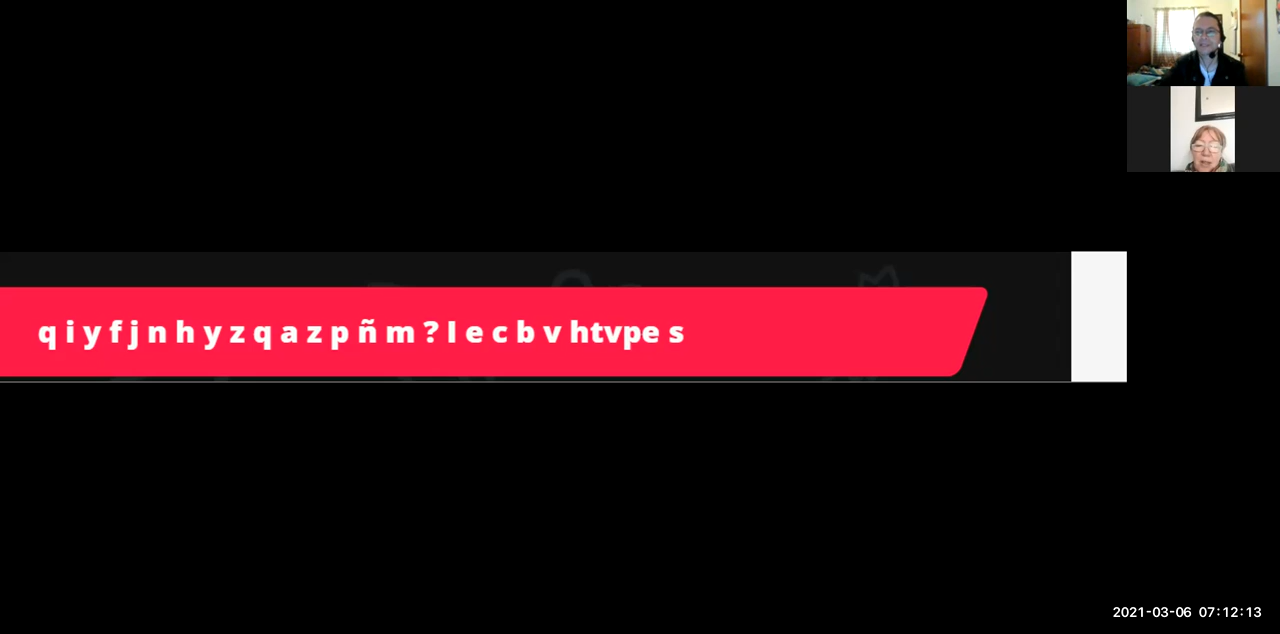 q i y f j n h y z q a z p ñ m ? I e c b v htvpe s
2021-03-06 07:12:13